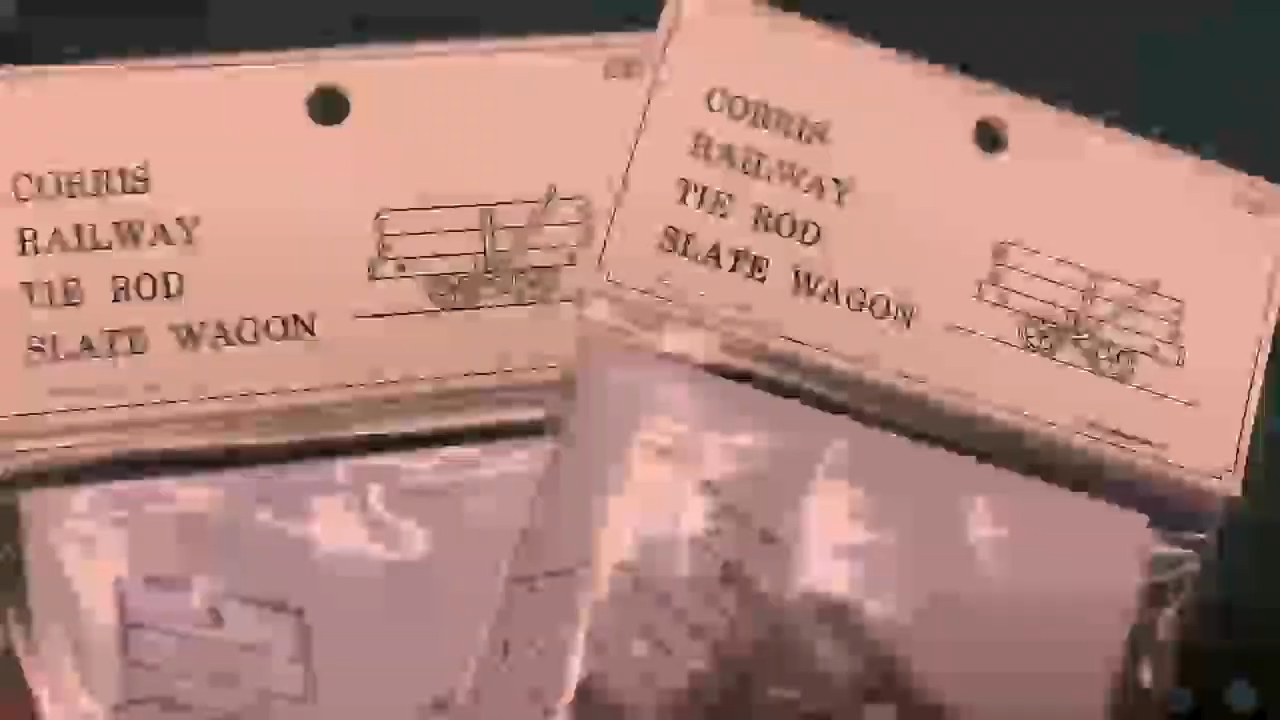 CORRIS
RAILWAY
TIE ROD
SLATE WAGON
CORRIS
RAILWAY
TIE ROD
SLATE WAGON